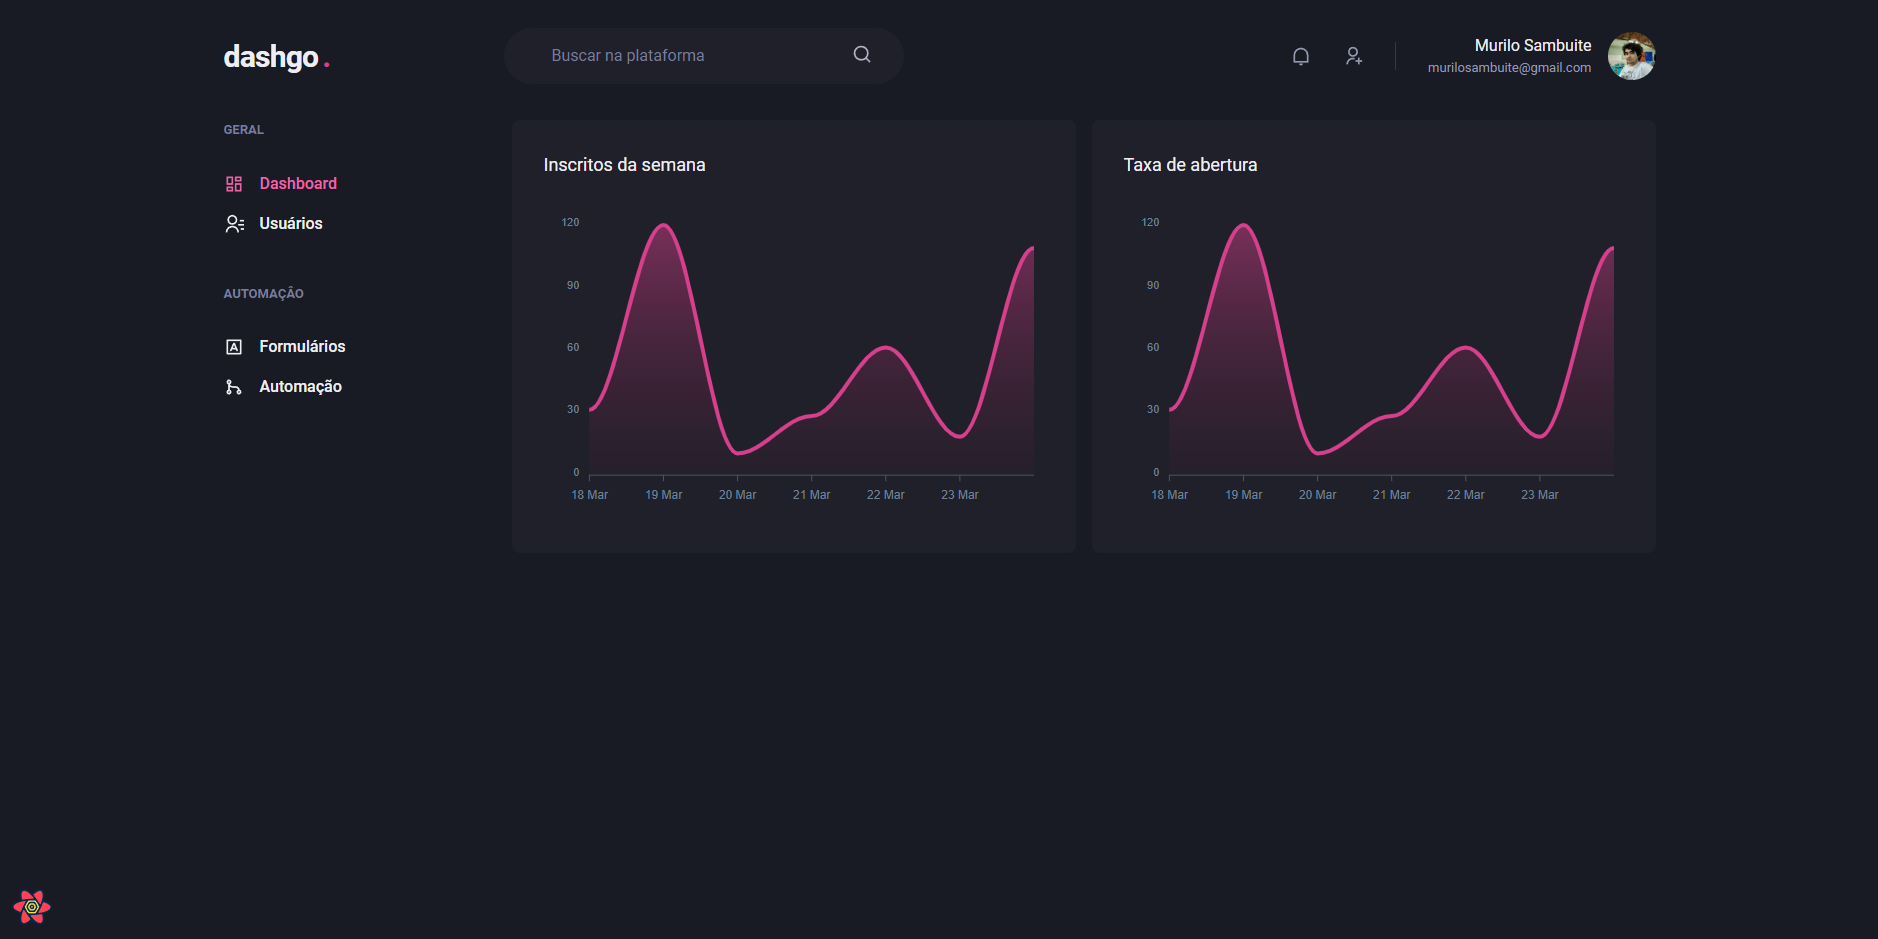 dashgo .
Buscar na plataforma
Murilo Sambuite
murilosambuite@gmail.com
GERAL
Dashboard
Usuários
AUTOMAÇÃO
Formulários
Automação
Inscritos da semana
120
90
60
30
0
18 Mar 19 Mar 20 Mar 21 Mar 22 Mar 23 Mar
Taxa de abertura
120
90
60
30
0
18 Mar 19 Mar 20 Mar 21 Mar 22 Mar 23 Mar